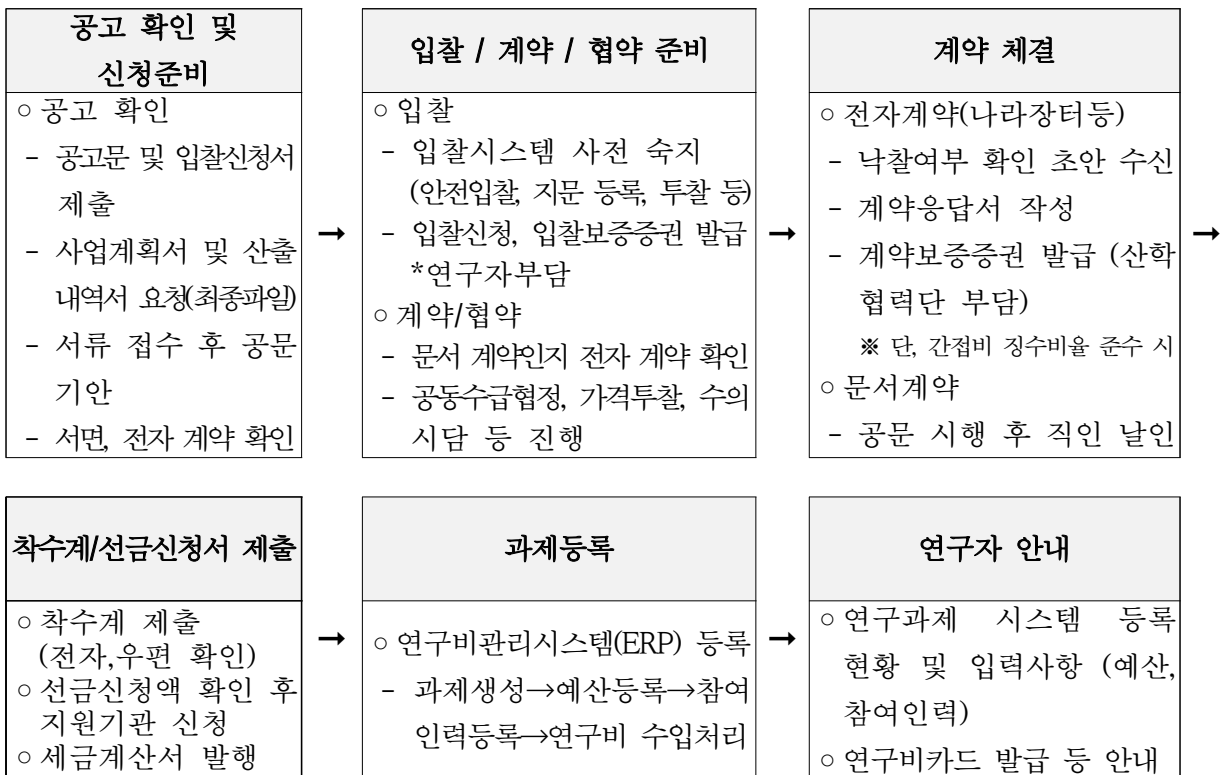 공고 확인 및
신청준비
○ 공고 확인
- 공고문 및 입찰신청서
제출
- 사업계획서 및 산출
내역서 요청(최종파일)
- 서류 접수 후 공문
기안
- 서면, 전자 계약 확인
→
입찰 / 계약 / 협약 준비
○ 입찰
- 입찰시스템 사전 숙지
(안전입찰, 지문 등록, 투찰 등)
- 입찰신청, 입찰보증증권 발급
*연구자부담
○ 계약/협약
- 문서 계약인지 전자 계약 확인
- 공동수급협정, 가격투찰, 수의
시담 등 진행
→
계약 체결
○ 전자계약(나라장터등)
- 낙찰여부 확인 초안 수신
- 계약응답서 작성
- 계약보증증권 발급 (산학
협력단 부담)
※ 단, 간접비 징수비율 준수 시
○ 문서계약
- 공문 시행 후 직인 날인
→
착수계/선금신청서 제출
○ 착수계 제출
(전자,우편 확인)
○ 선금신청액 확인 후
지원기관 신청
○ 세금계산서 발행
→
과제등록
○ 연구비관리시스템(ERP) 등록
- 과제생성→예산등록→참여
인력등록→연구비 수입처리
→
연구자 안내
○ 연구과제 시스템 등록
현황 및 입력사항 (예산,
참여인력)
○ 연구비카드 발급 등 안내